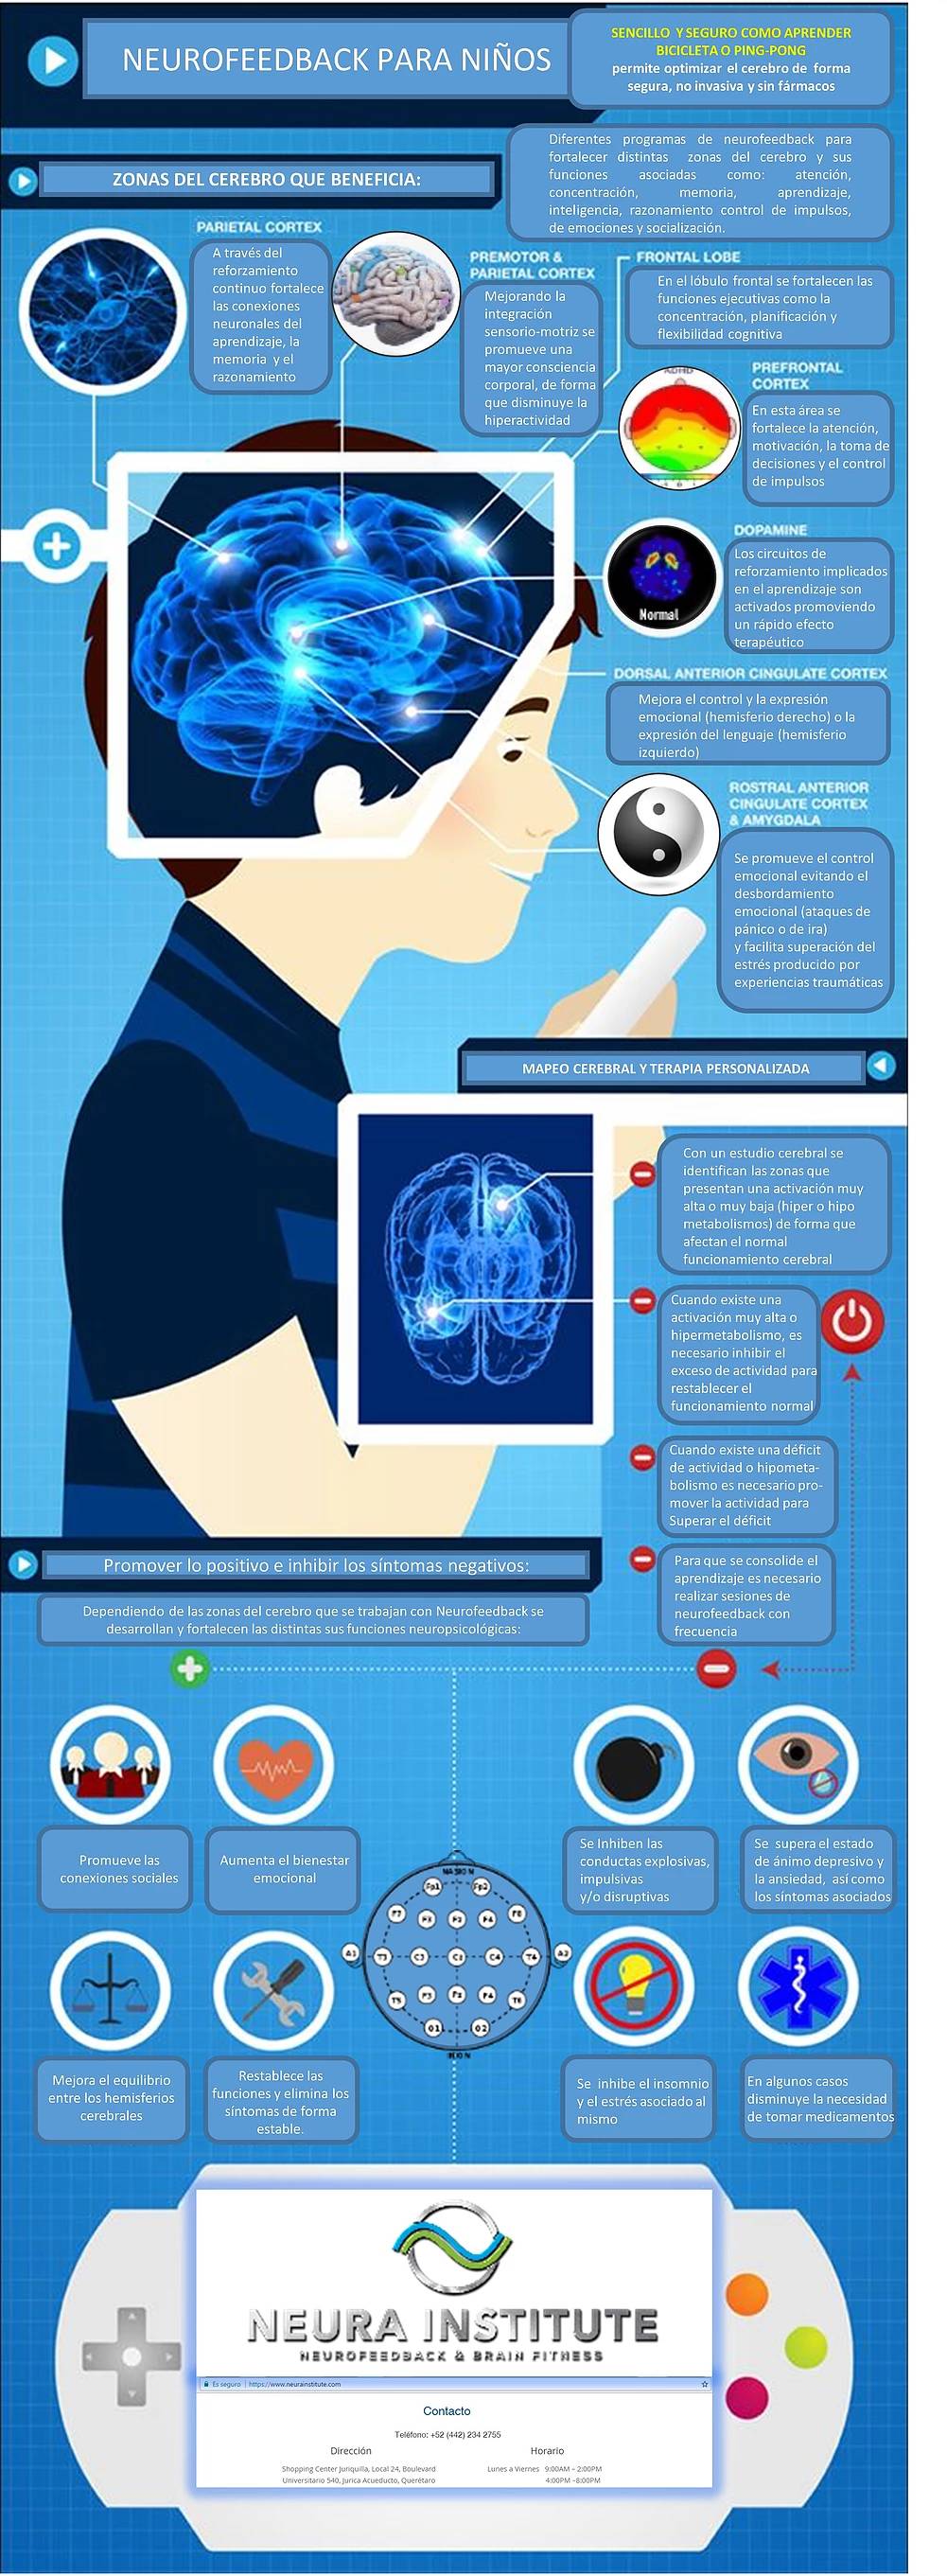 NEUROFEEDBACK PARA NIÑOS
SENCILLO Y SEGURO COMO APRENDER
BICICLETA O PING-PONG
permite optimizar el cerebro de forma
segura, no invasiva y sin fármacos
Diferentes programas de neurofeedback para
fortalecer distintas zonas del cerebro y sus
funciones asociadas como: atención,
concentración, memoria, aprendizaje,
inteligencia, razonamiento control de impulsos,
de emociones y socialización.
ZONAS DEL CEREBRO QUE BENEFICIA:
PARIETAL CORTEX
A través del
reforzamiento
continuo fortalece
las conexiones
neuronales del
aprendizaje, la
memoria y el
razonamiento
PREMOTOR &
PARIETAL CORTEX
Mejorando la
integración
sensorio-motriz se
promueve una
mayor consciencia
corporal, de forma
que disminuye la
hiperactividad
FRONTAL LOBE
En el lóbulo frontal se fortalecen las
funciones ejecutivas como la
concentración, planificación y
flexibilidad cognitiva
ADHD
PREFRONTAL
CORTEX
En esta área se
fortalece la atención,
motivación, la toma de
decisiones y el control
de impulsos
Normal
DOPAMINE
Los circuitos de
reforzamiento implicados
en el aprendizaje son
activados promoviendo
un rápido efecto
terapéutico
DORSAL ANTERIOR CINGULATE CORTEX
Mejora el control y la expresión
emocional (hemisferio derecho) o la
expresión del lenguaje (hemisferio
izquierdo)
ROSTRAL ANTERIOR
CINGULATE CORTEX
& AMYGDALA
Se promueve el control
emocional evitando el
desbordamiento
emocional (ataques de
pánico o de ira)
y facilita superación del
estrés producido por
experiencias traumáticas
MAPEO CEREBRAL Y TERAPIA PERSONALIZADA
Con un estudio cerebral se
identifican las zonas que
presentan una activación muy
alta o muy baja (hiper o hipo
metabolismos) de forma que
afectan el normal
funcionamiento cerebral
Cuando existe una
activación muy alta o
hipermetabolismo, es
necesario inhibir el
exceso de actividad para
restablecer el
funcionamiento normal
Cuando existe una déficit
de actividad o hipometa-
bolismo es necesario pro-
mover la actividad para
Superar el déficit
Para que se consolide el
aprendizaje es necesario
realizar sesiones de
neurofeedback con
frecuencia
Promover lo positivo e inhibir los síntomas negativos:
Dependiendo de las zonas del cerebro que se trabajan con Neurofeedback se
desarrollan y fortalecen las distintas sus funciones neuropsicológicas:
Promueve las
conexiones sociales
Aumenta el bienestar
emocional
Se Inhiben las
conductas explosivas,
impulsivas
y/o disruptivas
Se supera el estado
de ánimo depresivo y
la ansiedad, así como
los síntomas asociados
NASION
Fp1 Fp2
F7 F3 Fz F4 F8
A1 T3 C3 Cz C4 T4 A2
T5 P3 Pz P4 T6
O1 O2
INION
Mejora el equilibrio
entre los hemisferios
cerebrales
Restablece las
funciones y elimina los
síntomas de forma
estable.
Se inhibe el insomnio
y el estrés asociado al
mismo
En algunos casos
disminuye la necesidad
de tomar medicamentos
NEURA INSTITUTE
NEUROFEEDBACK & BRAIN FITNESS
Es seguro | https://www.neurainstitute.com
Contacto
Teléfono: +52 (442) 234 2755
Dirección
Shopping Center Juriquilla, Local 24, Boulevard
Universitario 540, Jurica Acueducto, Querétaro
Horario
Lunes a Viernes 9:00AM – 2:00PM
4:00PM –8:00PM